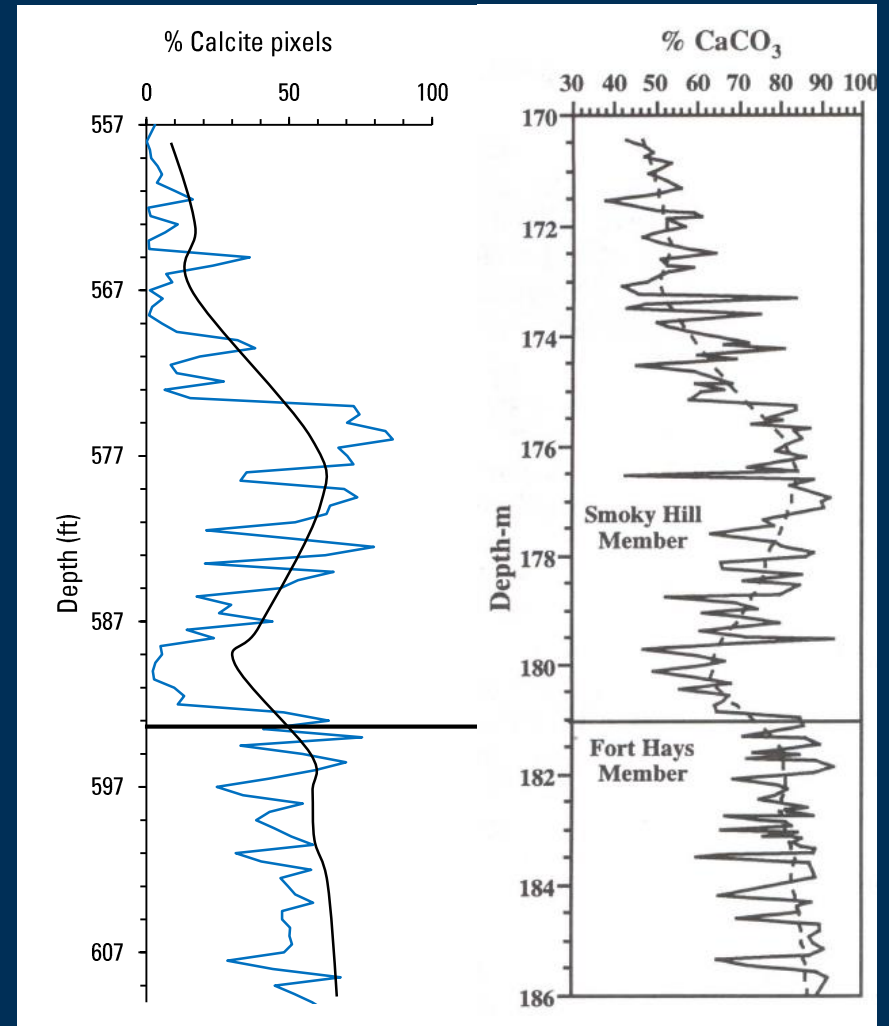 % Calcite pixels
0 50 100
557
567
577
587
597
607
Depth (ft)
% CaCO₃
30 40 50 60 70 80 90 100
170
172
174
176
178
180
182
184
186
Depth-m
Smoky Hill
Member
Fort Hays
Member